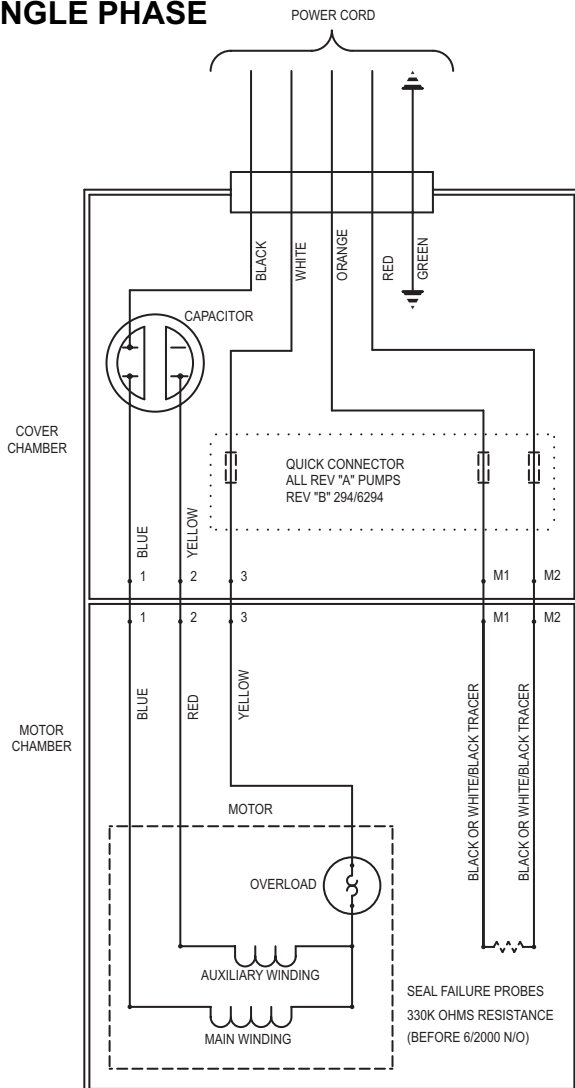 NGLE PHASE
POWER CORD
BLACK
WHITE
ORANGE
RED
GREEN
CAPACITOR
COVER
CHAMBER
QUICK CONNECTOR
ALL REV "A" PUMPS
REV "B" 294/6294
BLUE
YELLOW
1
2
3
M1
M2
1
2
3
M1
M2
BLUE
RED
YELLOW
BLACK OR WHITE/BLACK TRACER
BLACK OR WHITE/BLACK TRACER
MOTOR
CHAMBER
MOTOR
OVERLOAD
AUXILIARY WINDING
MAIN WINDING
SEAL FAILURE PROBES
330K OHMS RESISTANCE
(BEFORE 6/2000 N/O)